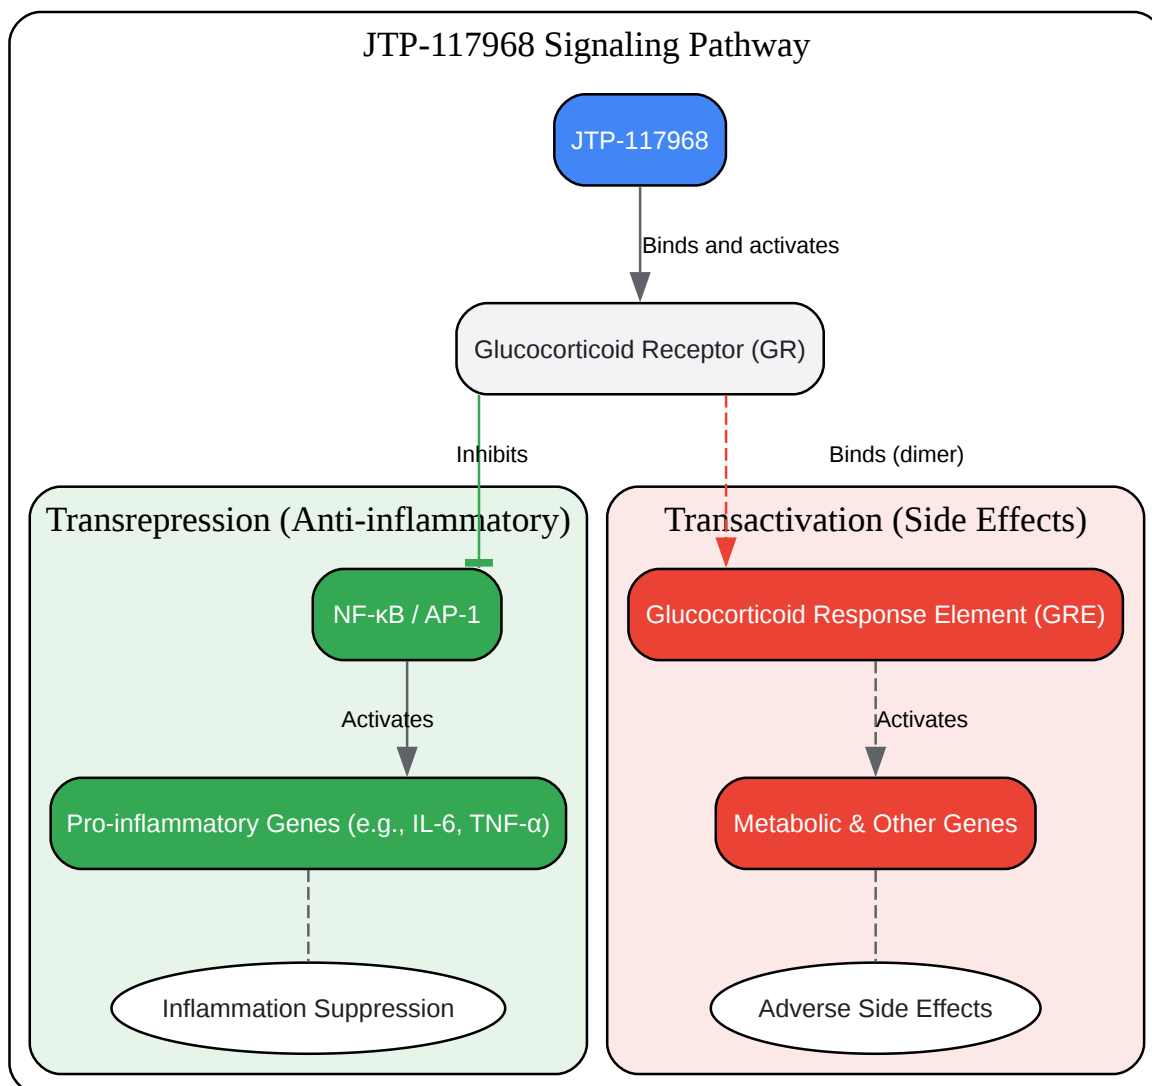 JTP-117968 Signaling Pathway
JTP-117968
Binds and activates
Glucocorticoid Receptor (GR)
Inhibits
Binds (dimer)
Transrepression (Anti-inflammatory)
Transactivation (Side Effects)
NF-κB / AP-1
Glucocorticoid Response Element (GRE)
Activates
Activates
Pro-inflammatory Genes (e.g., IL-6, TNF-α)
Metabolic & Other Genes
Inflammation Suppression
Adverse Side Effects